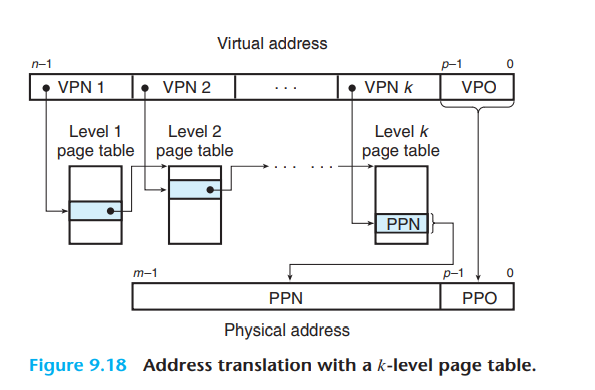 Virtual address
n–1 p–1 0
VPN 1 VPN 2 . . . VPN k VPO
Level 1 Level 2 Level k
page table page table page table
. . . . . .
PPN
m–1 p–1 0
PPN PPO
Physical address
Figure 9.18 Address translation with a k-level page table.